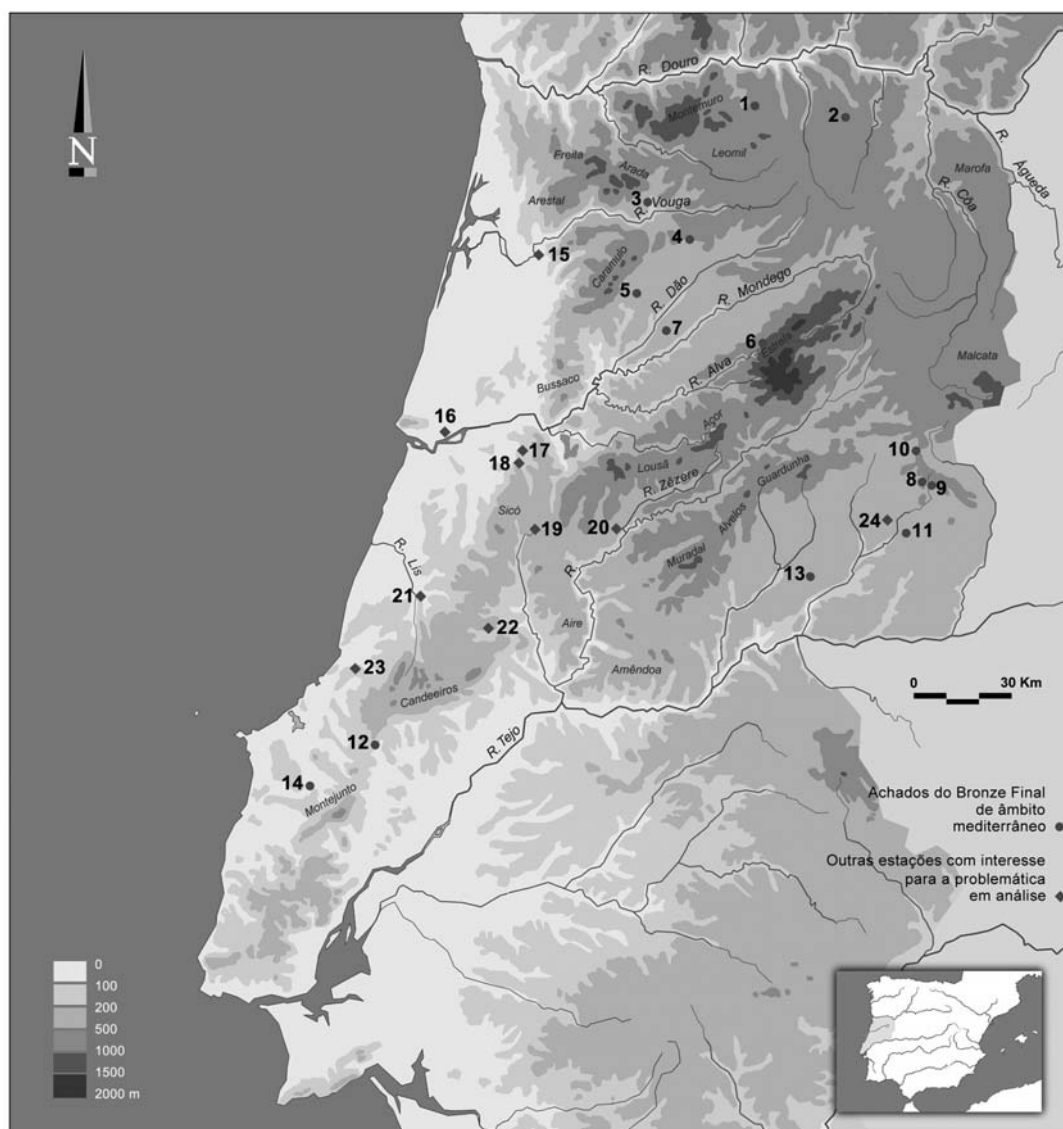 N
R. Douro
1
Montemuro
2
Leomil
Freita
Arada
Arestal
3
R. Vouga
Marofa
R. Águeda
R. Côa
15
4
Caramulo
5
R. Dão
R. Mondego
7
6
Estrela
R. Alva
Malcata
Bussaco
16
17
18
Açor
Lousã
R. Zêzere
Guardunha
10
8
9
Sicó
19
20
Alvelos
24
11
R. Lis
Muradal
13
21
22
Aire
Amêndoa
23
Candeeiros
0 30 Km
12
R. Tejo
14
Montejunto
Achados do Bronze Final
de âmbito
mediterrâneo
Outras estações com interesse
para a problemática
em análise
0
100
200
500
1000
1500
2000 m